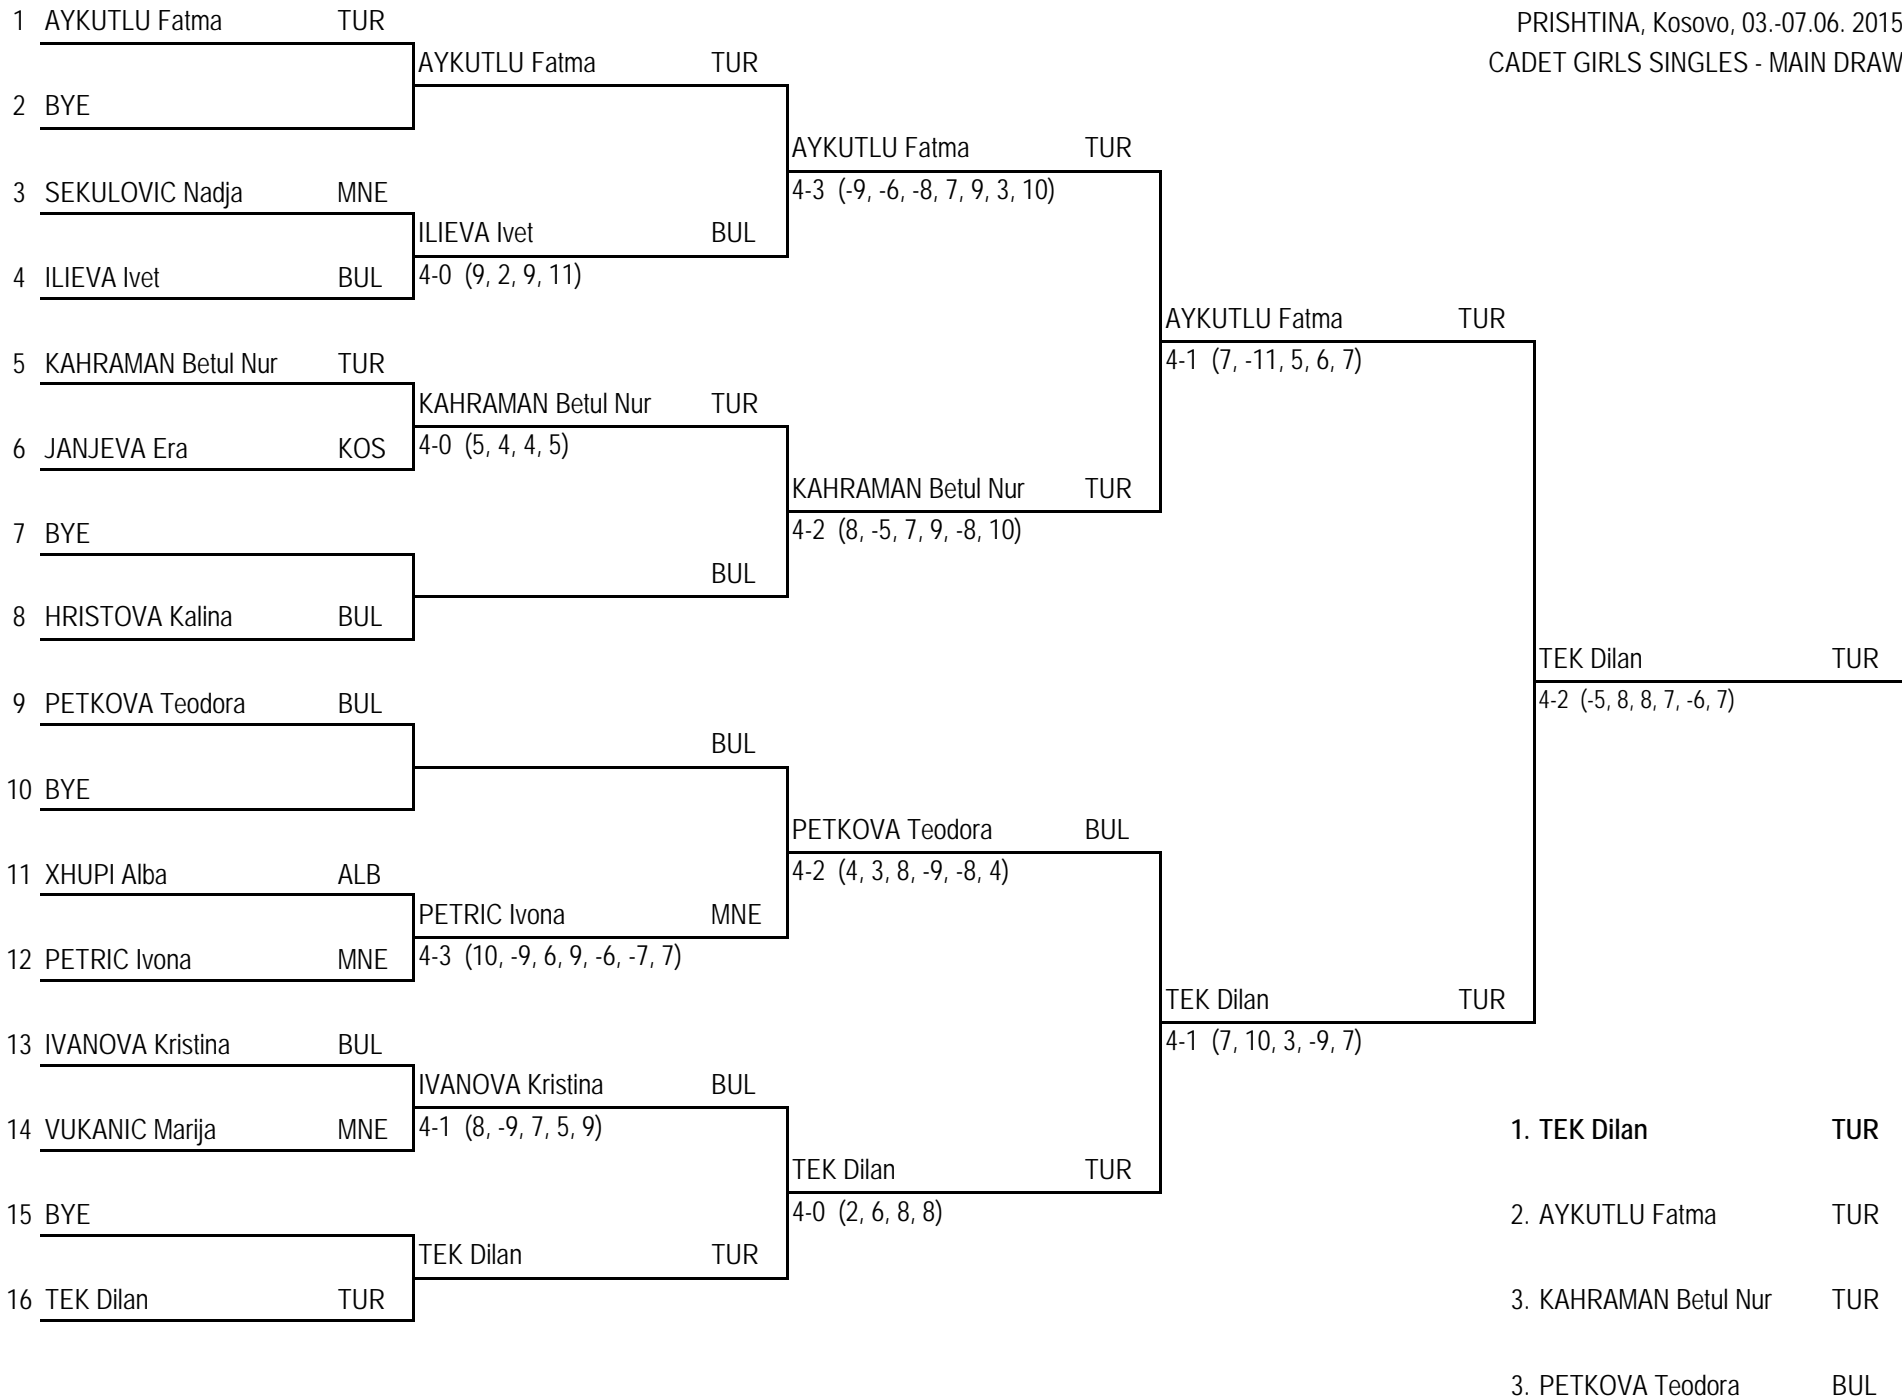 PRISHTINA, Kosovo, 03.-07.06. 2015
CADET GIRLS SINGLES - MAIN DRAW
1 AYKUTLU Fatma TUR
2 BYE
3 SEKULOVIC Nadja MNE
4 ILIEVA Ivet BUL
5 KAHRAMAN Betul Nur TUR
6 JANJEVA Era KOS
7 BYE
8 HRISTOVA Kalina BUL
9 PETKOVA Teodora BUL
10 BYE
11 XHUPI Alba ALB
12 PETRIC Ivona MNE
13 IVANOVA Kristina BUL
14 VUKANIC Marija MNE
15 BYE
16 TEK Dilan TUR
AYKUTLU Fatma TUR
ILIEVA Ivet BUL
4-0 (9, 2, 9, 11)
KAHRAMAN Betul Nur TUR
4-0 (5, 4, 4, 5)
BUL
BUL
PETRIC Ivona MNE
4-3 (10, -9, 6, 9, -6, -7, 7)
IVANOVA Kristina BUL
4-1 (8, -9, 7, 5, 9)
TEK Dilan TUR
AYKUTLU Fatma TUR
4-3 (-9, -6, -8, 7, 9, 3, 10)
KAHRAMAN Betul Nur TUR
4-2 (8, -5, 7, 9, -8, 10)
PETKOVA Teodora BUL
4-2 (4, 3, 8, -9, -8, 4)
TEK Dilan TUR
4-0 (2, 6, 8, 8)
AYKUTLU Fatma TUR
4-1 (7, -11, 5, 6, 7)
TEK Dilan TUR
4-1 (7, 10, 3, -9, 7)
TEK Dilan TUR
4-2 (-5, 8, 8, 7, -6, 7)
1. TEK Dilan TUR
2. AYKUTLU Fatma TUR
3. KAHRAMAN Betul Nur TUR
3. PETKOVA Teodora BUL